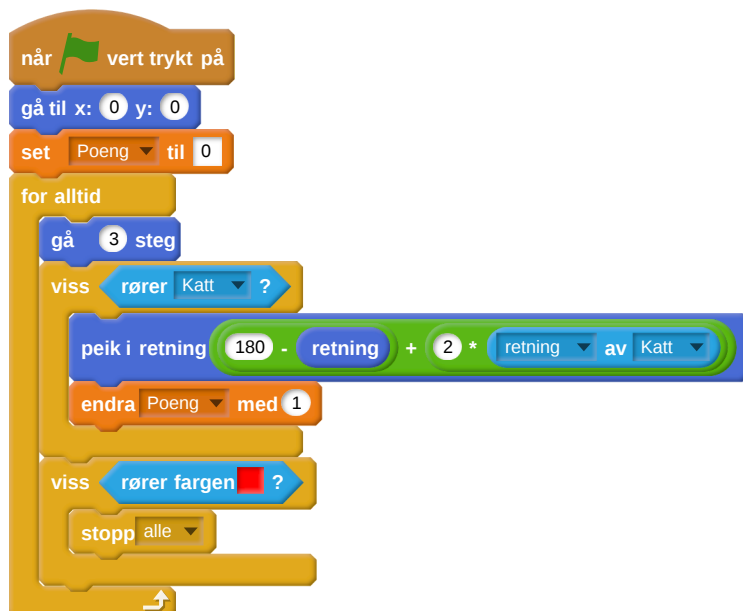 når vert trykt på
gå til x: 0 y: 0
set Poeng til 0
for alltid
gå 3 steg
viss rører Katt ?
peik i retning 180 - retning + 2 * retning av Katt
endra Poeng med 1
viss rører fargen ?
stopp alle